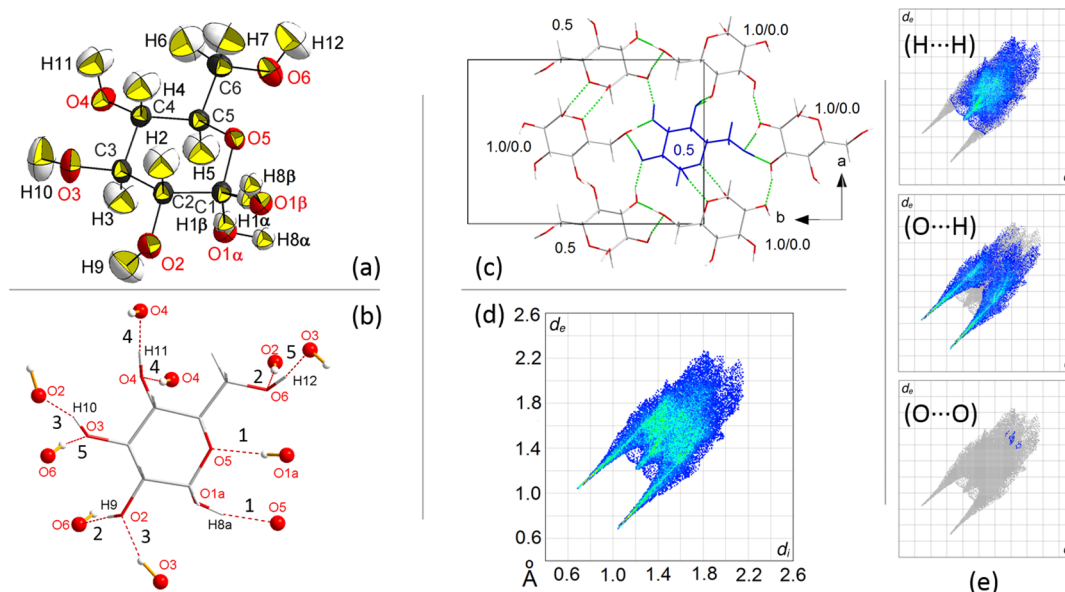 H6
H7
H12
H11
H4
O6
C6
O4
C4
C5
H2
O5
C3
H5
H8β
H10
O3
C2
C1
O1β
H3
H1β
H1α
H8α
O2
O1α
H9
(a)
(b)
O4
4
H11
4
O4
O4
O2
5
O3
2
H12
O6
O2
H10
3
O3
5
O6
1
O5
O1a
O1a
1
O5
H9
H8a
O6
O2
2
3
O3
(c)
0.5
1.0/0.0
1.0/0.0
1.0/0.0
0.5
a
b
0.5
1.0/0.0
(d)
2.6
de
2.2
1.8
1.4
1.0
0.6
di
Å
0.6
1.0
1.4
1.8
2.2
2.6
de
(H···H)
de
(O···H)
de
(O···O)
(e)